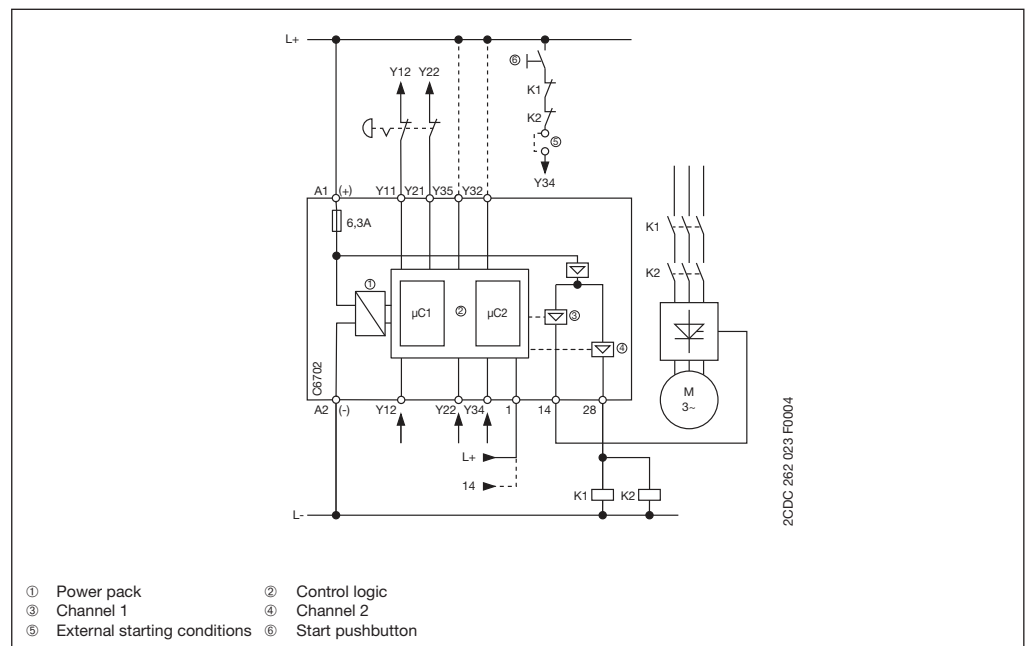 L+
⑥
Y12 Y22
K1
K2
⑤
Y34
A1 (+) Y11 Y21 Y35 Y32
6,3A
K1
K2
①
µC1 ② µC2
③
④
C6702
M
3~
A2 (-) Y12 Y22 Y34 1 14 28
L+
14
K1 K2
L-
2CDC 262 023 F0004
① Power pack ② Control logic
③ Channel 1 ④ Channel 2
⑤ External starting conditions ⑥ Start pushbutton